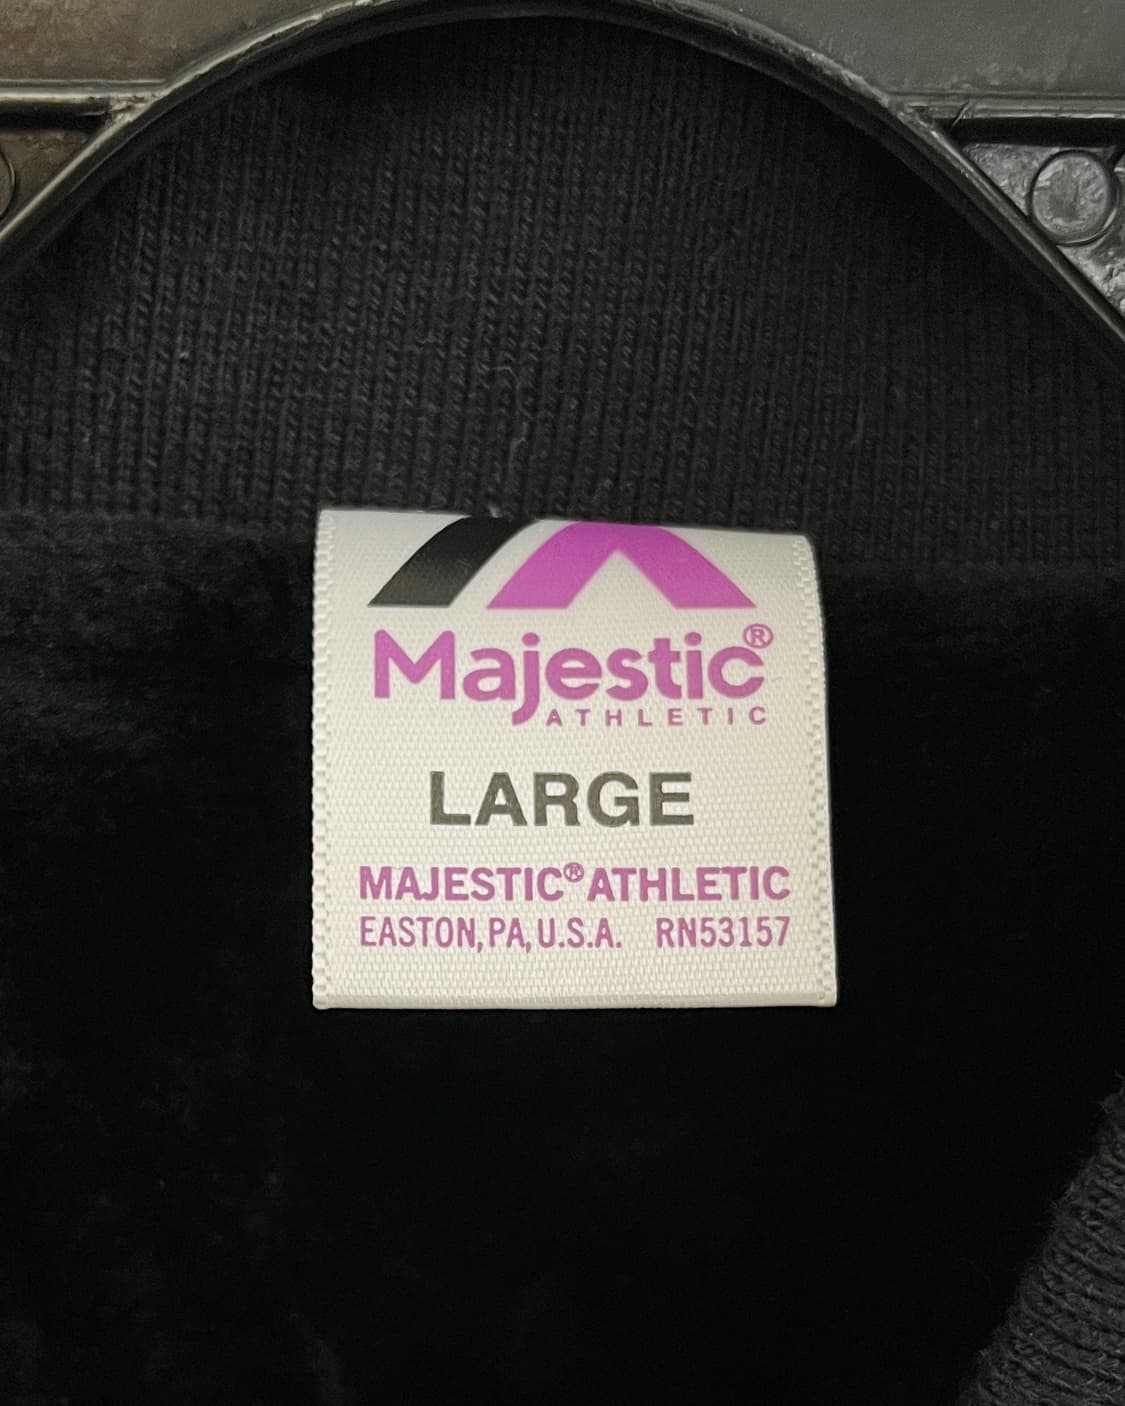 Majestic®
ATHLETIC
LARGE
MAJESTIC® ATHLETIC
EASTON, PA, U.S.A. RN53157